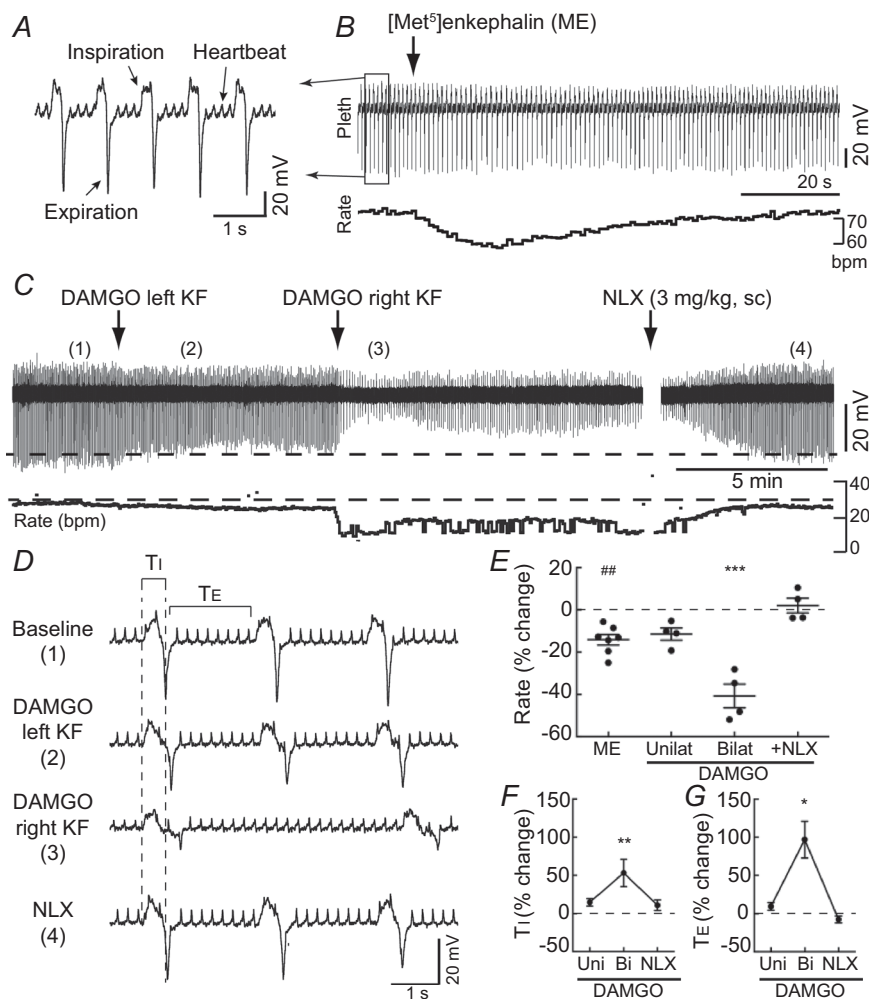 A
Inspiration
Heartbeat
Expiration
1 s
20 mV
B
[Met⁵]enkephalin (ME)
Pleth
20 mV
20 s
Rate
70
60
bpm
C
DAMGO left KF
DAMGO right KF
NLX (3 mg/kg, sc)
(1)
(2)
(3)
(4)
20 mV
5 min
Rate (bpm)
40
20
0
D
TI
TE
Baseline
(1)
DAMGO
left KF
(2)
DAMGO
right KF
(3)
NLX
(4)
20 mV
1 s
E
Rate (% change)
20
0
-20
-40
-60
##
***
ME
Unilat
Bilat
+NLX
DAMGO
F
TI (% change)
150
100
50
0
-50
**
Uni
Bi
NLX
DAMGO
G
TE (% change)
150
100
50
0
-50
*
Uni
Bi
NLX
DAMGO